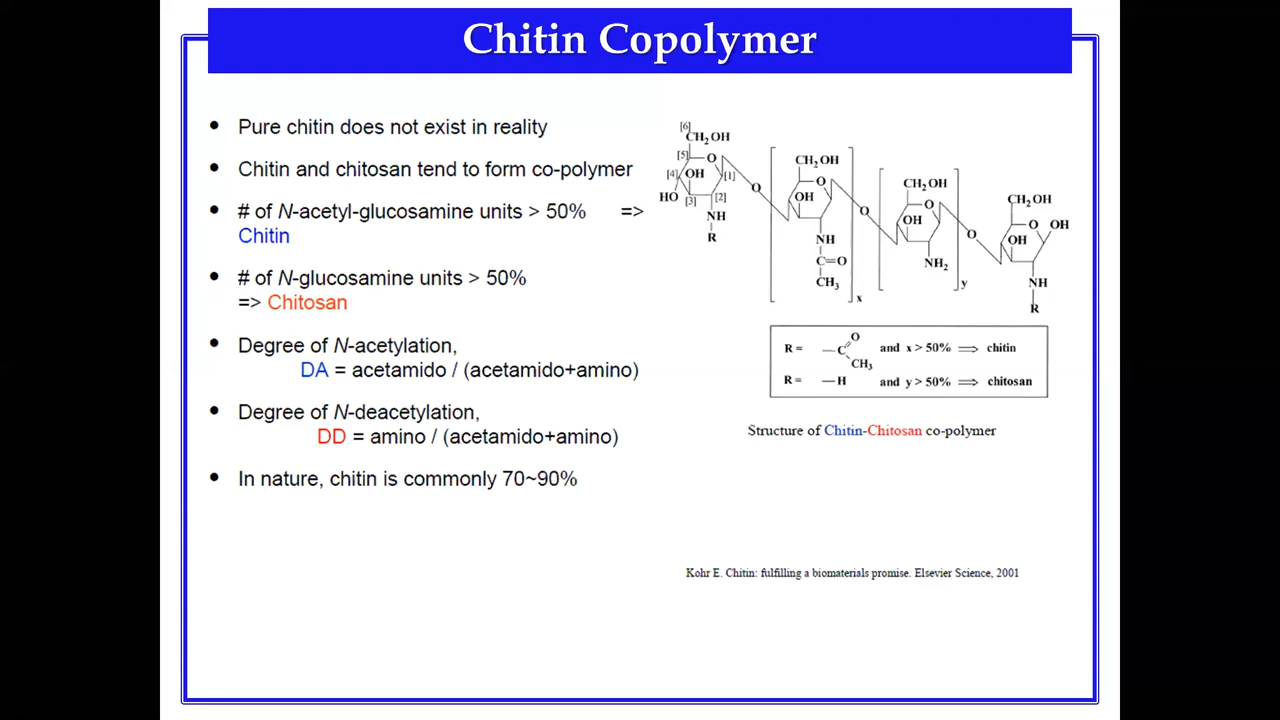 Chitin Copolymer
• Pure chitin does not exist in reality
• Chitin and chitosan tend to form co-polymer
• # of N-acetyl-glucosamine units > 50% =>
Chitin
• # of N-glucosamine units > 50%
=> Chitosan
• Degree of N-acetylation,
DA = acetamido / (acetamido+amino)
• Degree of N-deacetylation,
DD = amino / (acetamido+amino)
• In nature, chitin is commonly 70~90%
[6]
CH2OH
[5]
O
[4]
OH
[1]
HO
[3]
[2]
NH
R
O
CH2OH
O
OH
NH
C=O
CH3
x
O
CH2OH
O
OH
NH2
y
O
CH2OH
O
OH
OH
NH
R
R = —C
O
CH3
and x > 50% => chitin
R = —H and y > 50% => chitosan
Structure of Chitin-Chitosan co-polymer
Kohr E. Chitin: fulfilling a biomaterials promise. Elsevier Science, 2001